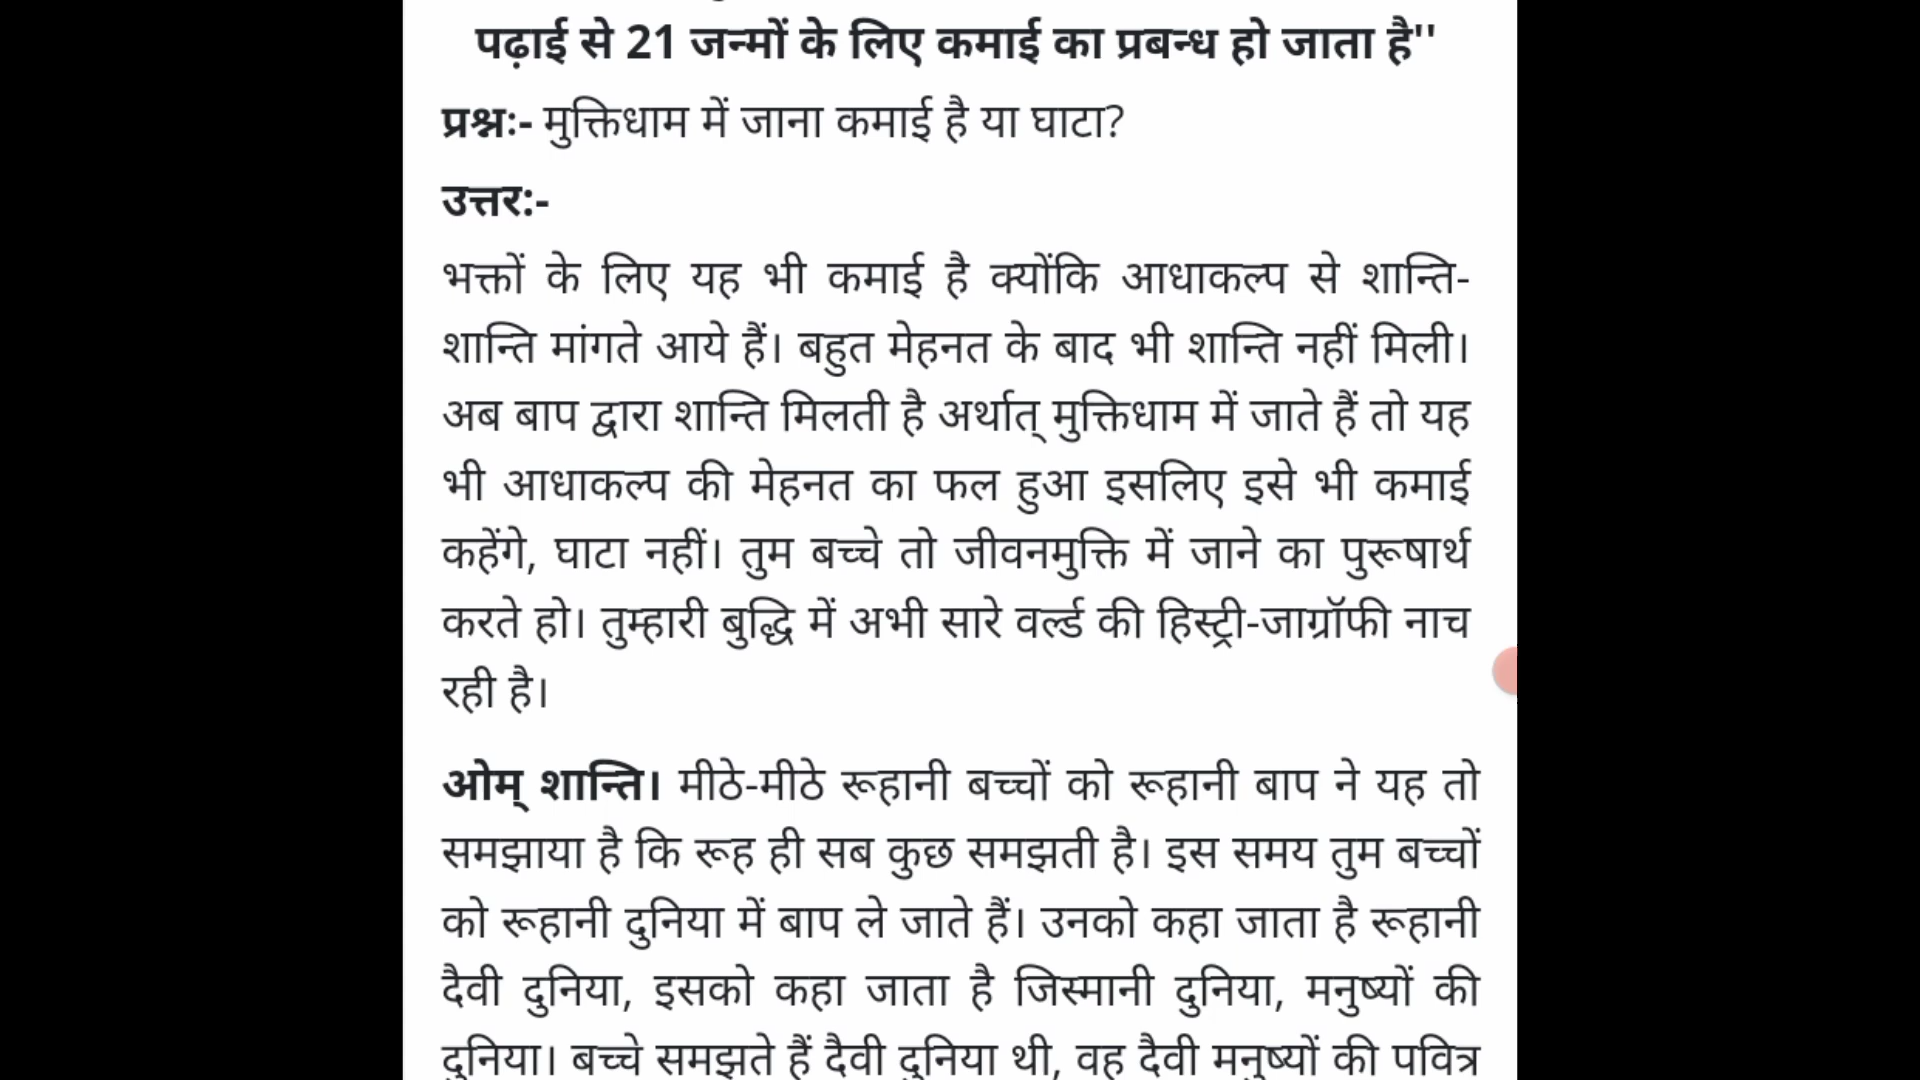 पढ़ाई से 21 जन्मों के लिए कमाई का प्रबन्ध हो जाता है''
प्रश्नः- मुक्तिधाम में जाना कमाई है या घाटा?
उत्तर:-
भक्तों के लिए यह भी कमाई है क्योंकि आधाकल्प से शान्ति-
शान्ति मांगते आये हैं। बहुत मेहनत के बाद भी शान्ति नहीं मिली।
अब बाप द्वारा शान्ति मिलती है अर्थात् मुक्तिधाम में जाते हैं तो यह
भी आधाकल्प की मेहनत का फल हुआ इसलिए इसे भी कमाई
कहेंगे, घाटा नहीं। तुम बच्चे तो जीवनमुक्ति में जाने का पुरूषार्थ
करते हो। तुम्हारी बुद्धि में अभी सारे वर्ल्ड की हिस्ट्री-जाग्रॉफी नाच
रही है।
ओम् शान्ति। मीठे-मीठे रूहानी बच्चों को रूहानी बाप ने यह तो
समझाया है कि रूह ही सब कुछ समझती है। इस समय तुम बच्चों
को रूहानी दुनिया में बाप ले जाते हैं। उनको कहा जाता है रूहानी
दैवी दुनिया, इसको कहा जाता है जिस्मानी दुनिया, मनुष्यों की
दुनिया। बच्चे समझते हैं दैवी दुनिया थी, वह दैवी मनुष्यों की पवित्र